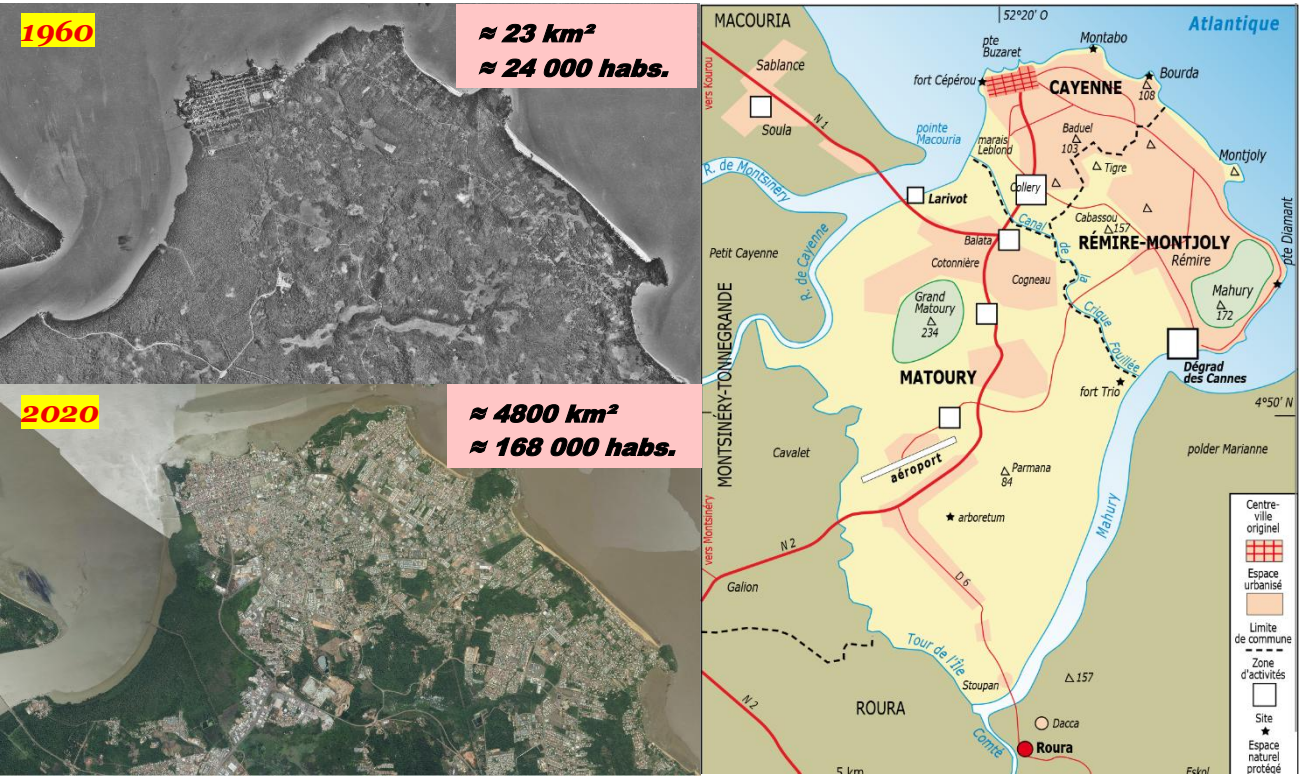 1960
≈ 23 km²
≈ 24 000 habs.
2020
≈ 4800 km²
≈ 168 000 habs.
52°20' O
MACOURIA
Atlantique
pte
Buzaret
Montabo
vers Kourou
Sablance
fort Cépérou
Bourda
CAYENNE
108
N 1
Soula
pointe
Macouria
marais
Leblond
Baduel
103
Montjoly
R. de Montsinéry
Tigre
Collery
Larivot
Canal
de
la
Crique
Fouillée
Cabassou
157
pte Diamant
Balata
RÉMIRE-MONTJOLY
Petit Cayenne
R. de Cayenne
Cotonnière
Rémire
Cogneau
MONTSINÉRY-TONNEGRANDE
Grand
Matoury
234
Mahury
172
MATOURY
Dégrad
des Cannes
fort Trio
4°50' N
Cavalet
aéroport
Parmana
84
polder Marianne
vers Montsinéry
arboretum
Mahury
N 2
Galion
D 6
Tour de l'Île
Stoupan
157
N 2
ROURA
Dacca
Comté
Roura
5 km
Centre-
ville
originel
Espace
urbanisé
Limite
de commune
Zone
d'activités
Site
Espace
naturel
protégé